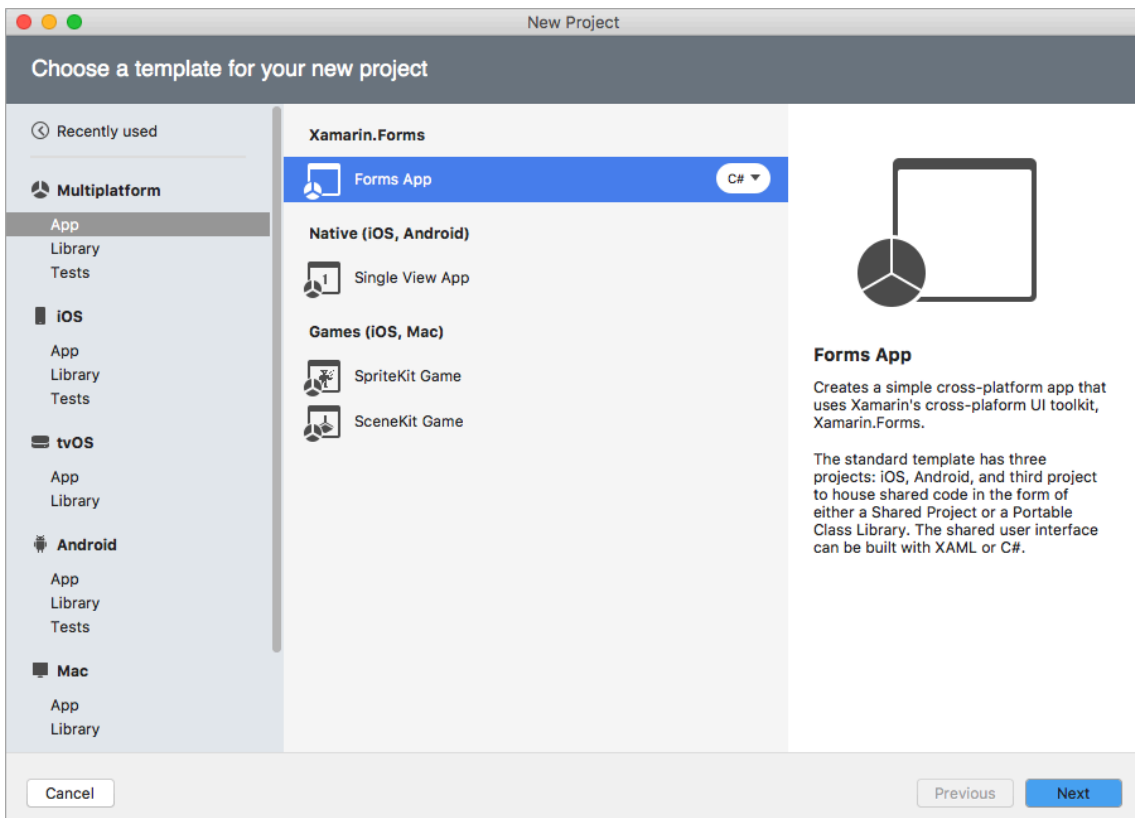 New Project
Choose a template for your new project
Recently used
Multiplatform
App
Library
Tests
iOS
App
Library
Tests
tvOS
App
Library
Android
App
Library
Tests
Mac
App
Library
Xamarin.Forms
Forms App
C#
Native (iOS, Android)
1
Single View App
Games (iOS, Mac)
SpriteKit Game
SceneKit Game
Forms App
Creates a simple cross-platform app that
uses Xamarin's cross-plaform UI toolkit,
Xamarin.Forms.
The standard template has three
projects: iOS, Android, and third project
to house shared code in the form of
either a Shared Project or a Portable
Class Library. The shared user interface
can be built with XAML or C#.
Cancel
Previous
Next